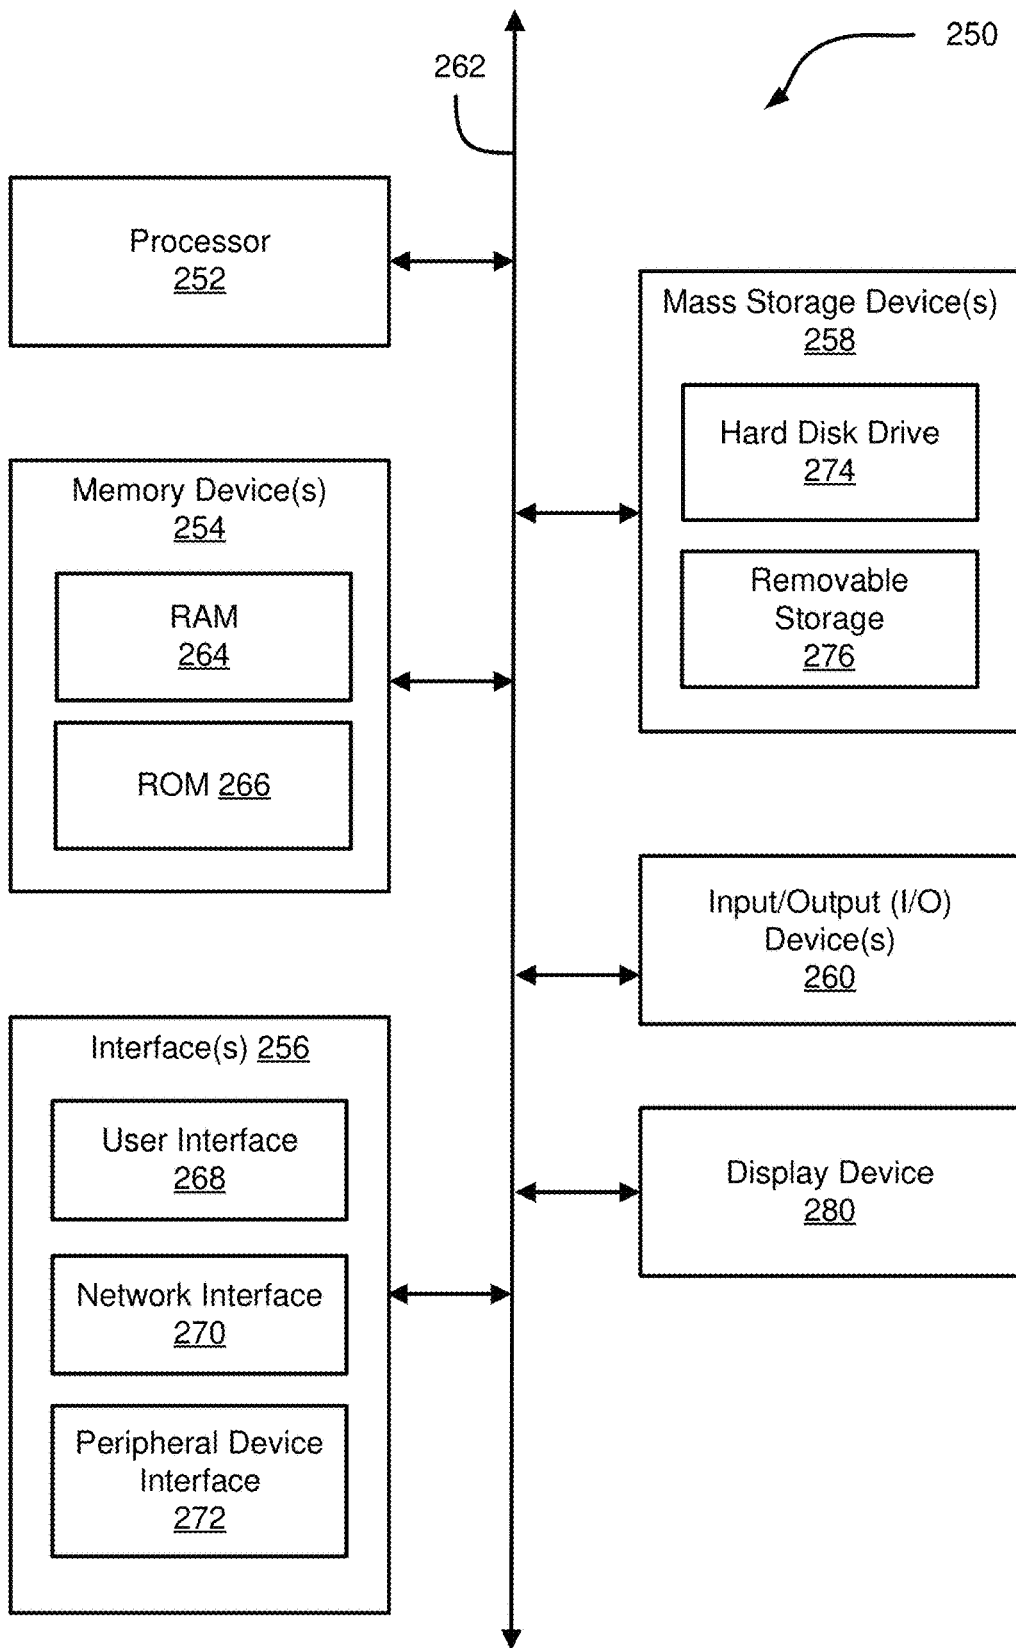 250
262
Processor
252
Mass Storage Device(s)
258
Hard Disk Drive
274
Removable
Storage
276
Memory Device(s)
254
RAM
264
ROM 266
Input/Output (I/O)
Device(s)
260
Interface(s) 256
User Interface
268
Network Interface
270
Peripheral Device
Interface
272
Display Device
280